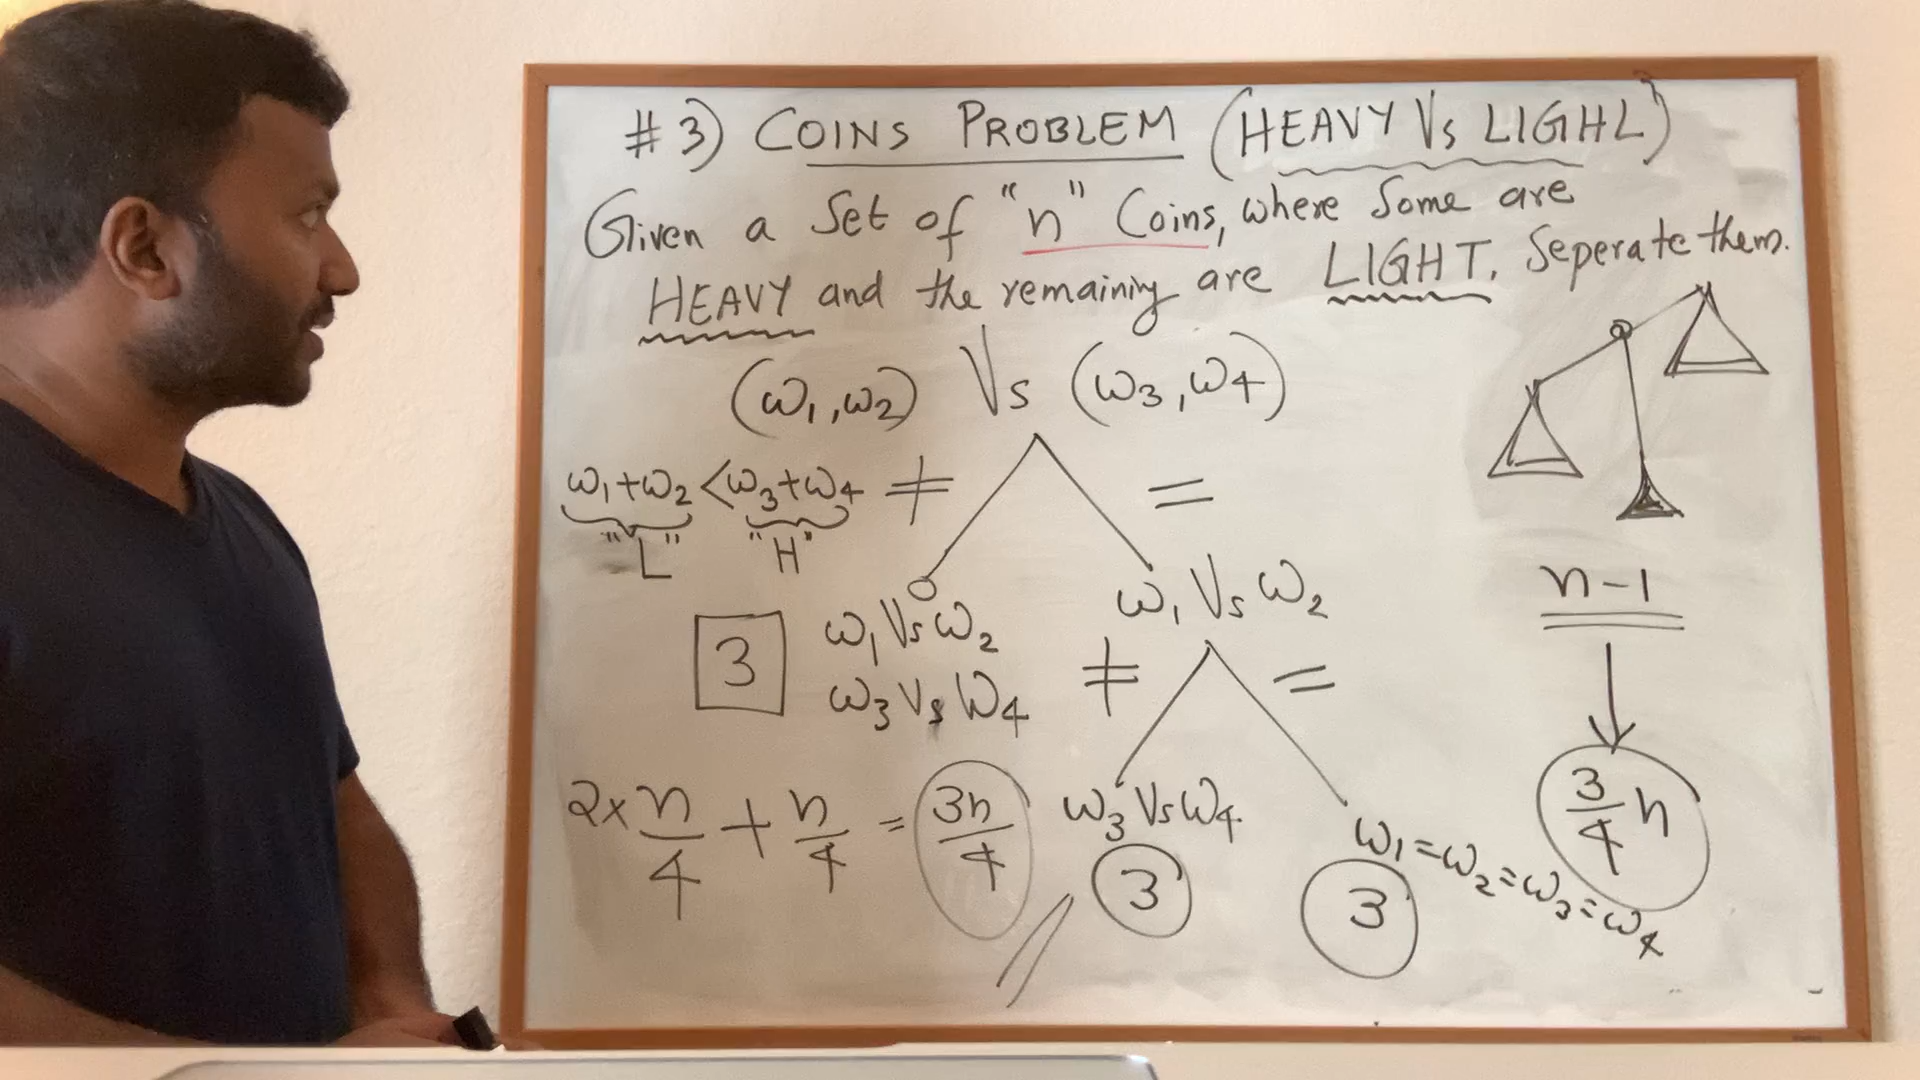 #3) COINS PROBLEM (HEAVY Vs LIGHL)
Given a Set of "n" Coins, where Some are
HEAVY and the remaining are LIGHT. Seperate them.
(ω1, ω2) Vs (ω3, ω4)
ω1+ω2 < ω3+ω4 ≠ =
"L" "H"
n-1
ω1 Vs ω2
3
ω1 Vs ω2
ω3 Vs ω4
≠ =
2 × n/4 + n/4 = 3n/4
ω3 Vs ω4
3
ω1=ω2=ω3=ω4
3
3/4 n